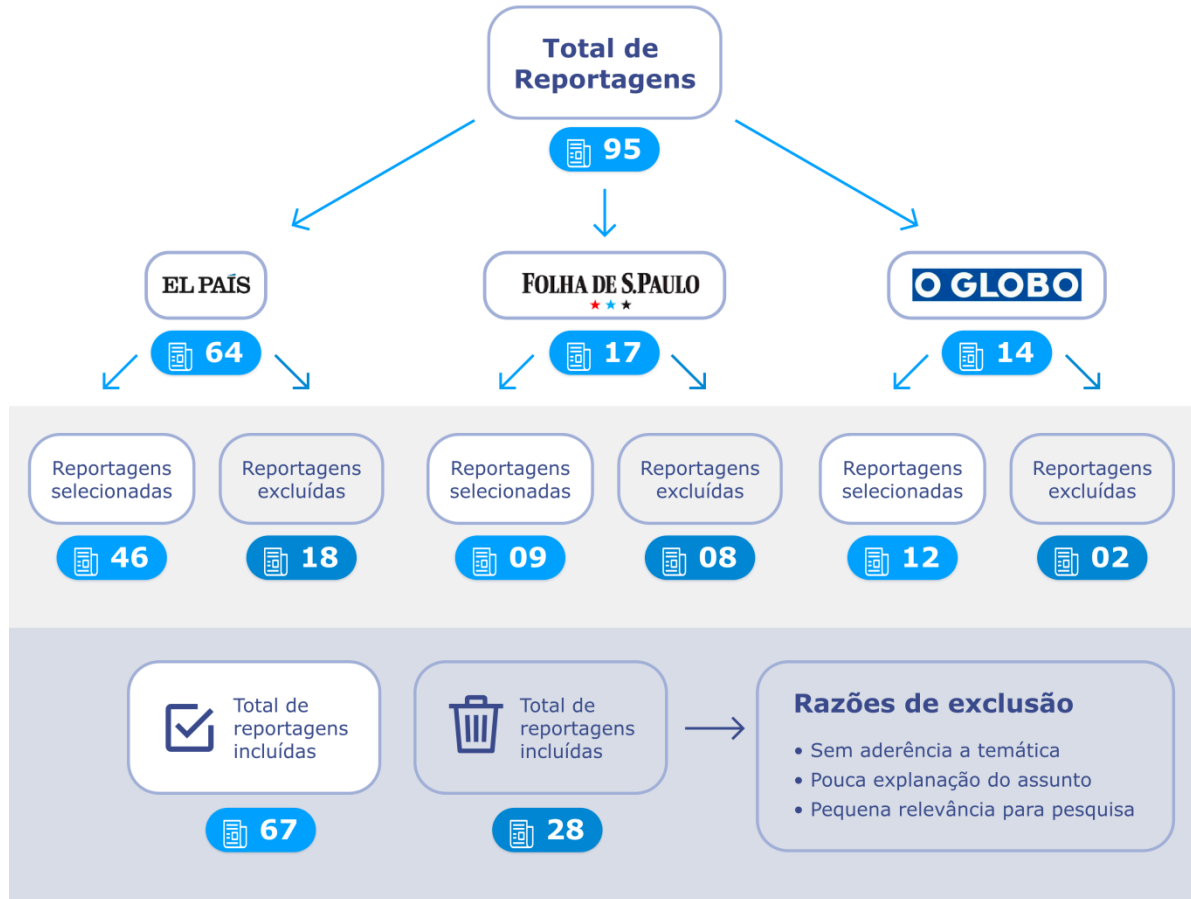 Total de
Reportagens
95
EL PAÍS
FOLHA DE S.PAULO
O GLOBO
64
17
14
Reportagens
selecionadas
Reportagens
excluídas
Reportagens
selecionadas
Reportagens
excluídas
Reportagens
selecionadas
Reportagens
excluídas
46
18
09
08
12
02
Total de
reportagens
incluídas
Total de
reportagens
incluídas
Razões de exclusão
• Sem aderência a temática
• Pouca explanação do assunto
• Pequena relevância para pesquisa
67
28